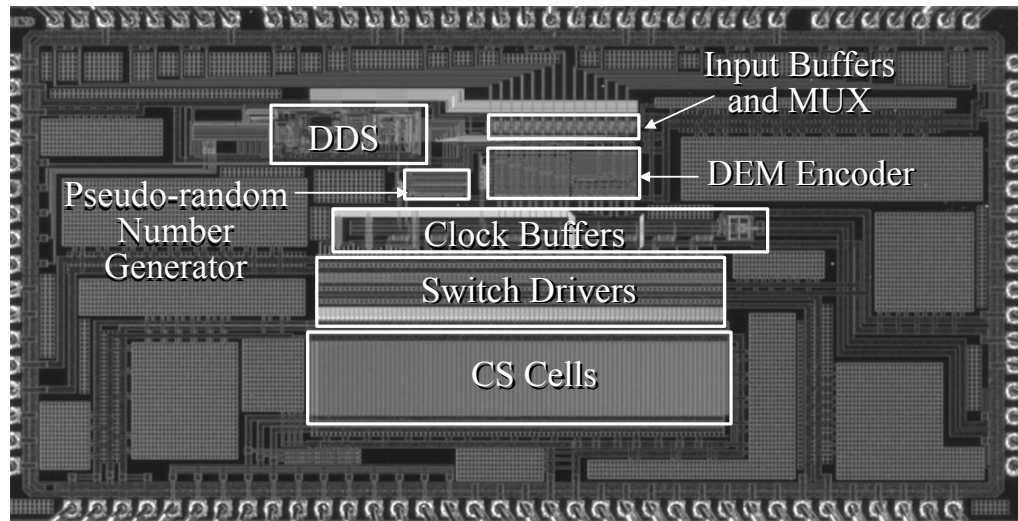 Input Buffers
and MUX
DDS
DEM Encoder
Pseudo-random
Number
Generator
Clock Buffers
Switch Drivers
CS Cells